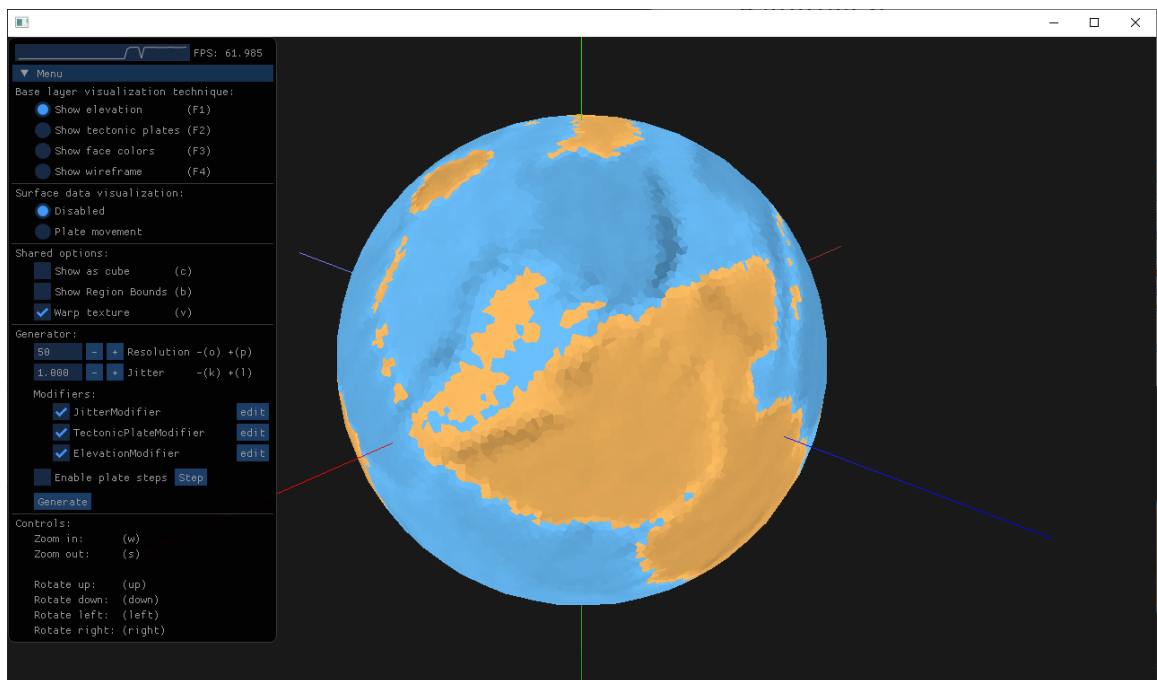 FPS: 61.985
Menu
Base layer visualization technique:
Show elevation (F1)
Show tectonic plates (F2)
Show face colors (F3)
Show wireframe (F4)
Surface data visualization:
Disabled
Plate movement
Shared options:
Show as cube (c)
Show Region Bounds (b)
Warp texture (v)
Generator:
50 - + Resolution -(o) +(p)
1.000 - + Jitter -(k) +(l)
Modifiers:
JitterModifier edit
TectonicPlateModifier edit
ElevationModifier edit
Enable plate steps Step
Generate
Controls:
Zoom in: (w)
Zoom out: (s)
Rotate up: (up)
Rotate down: (down)
Rotate left: (left)
Rotate right: (right)